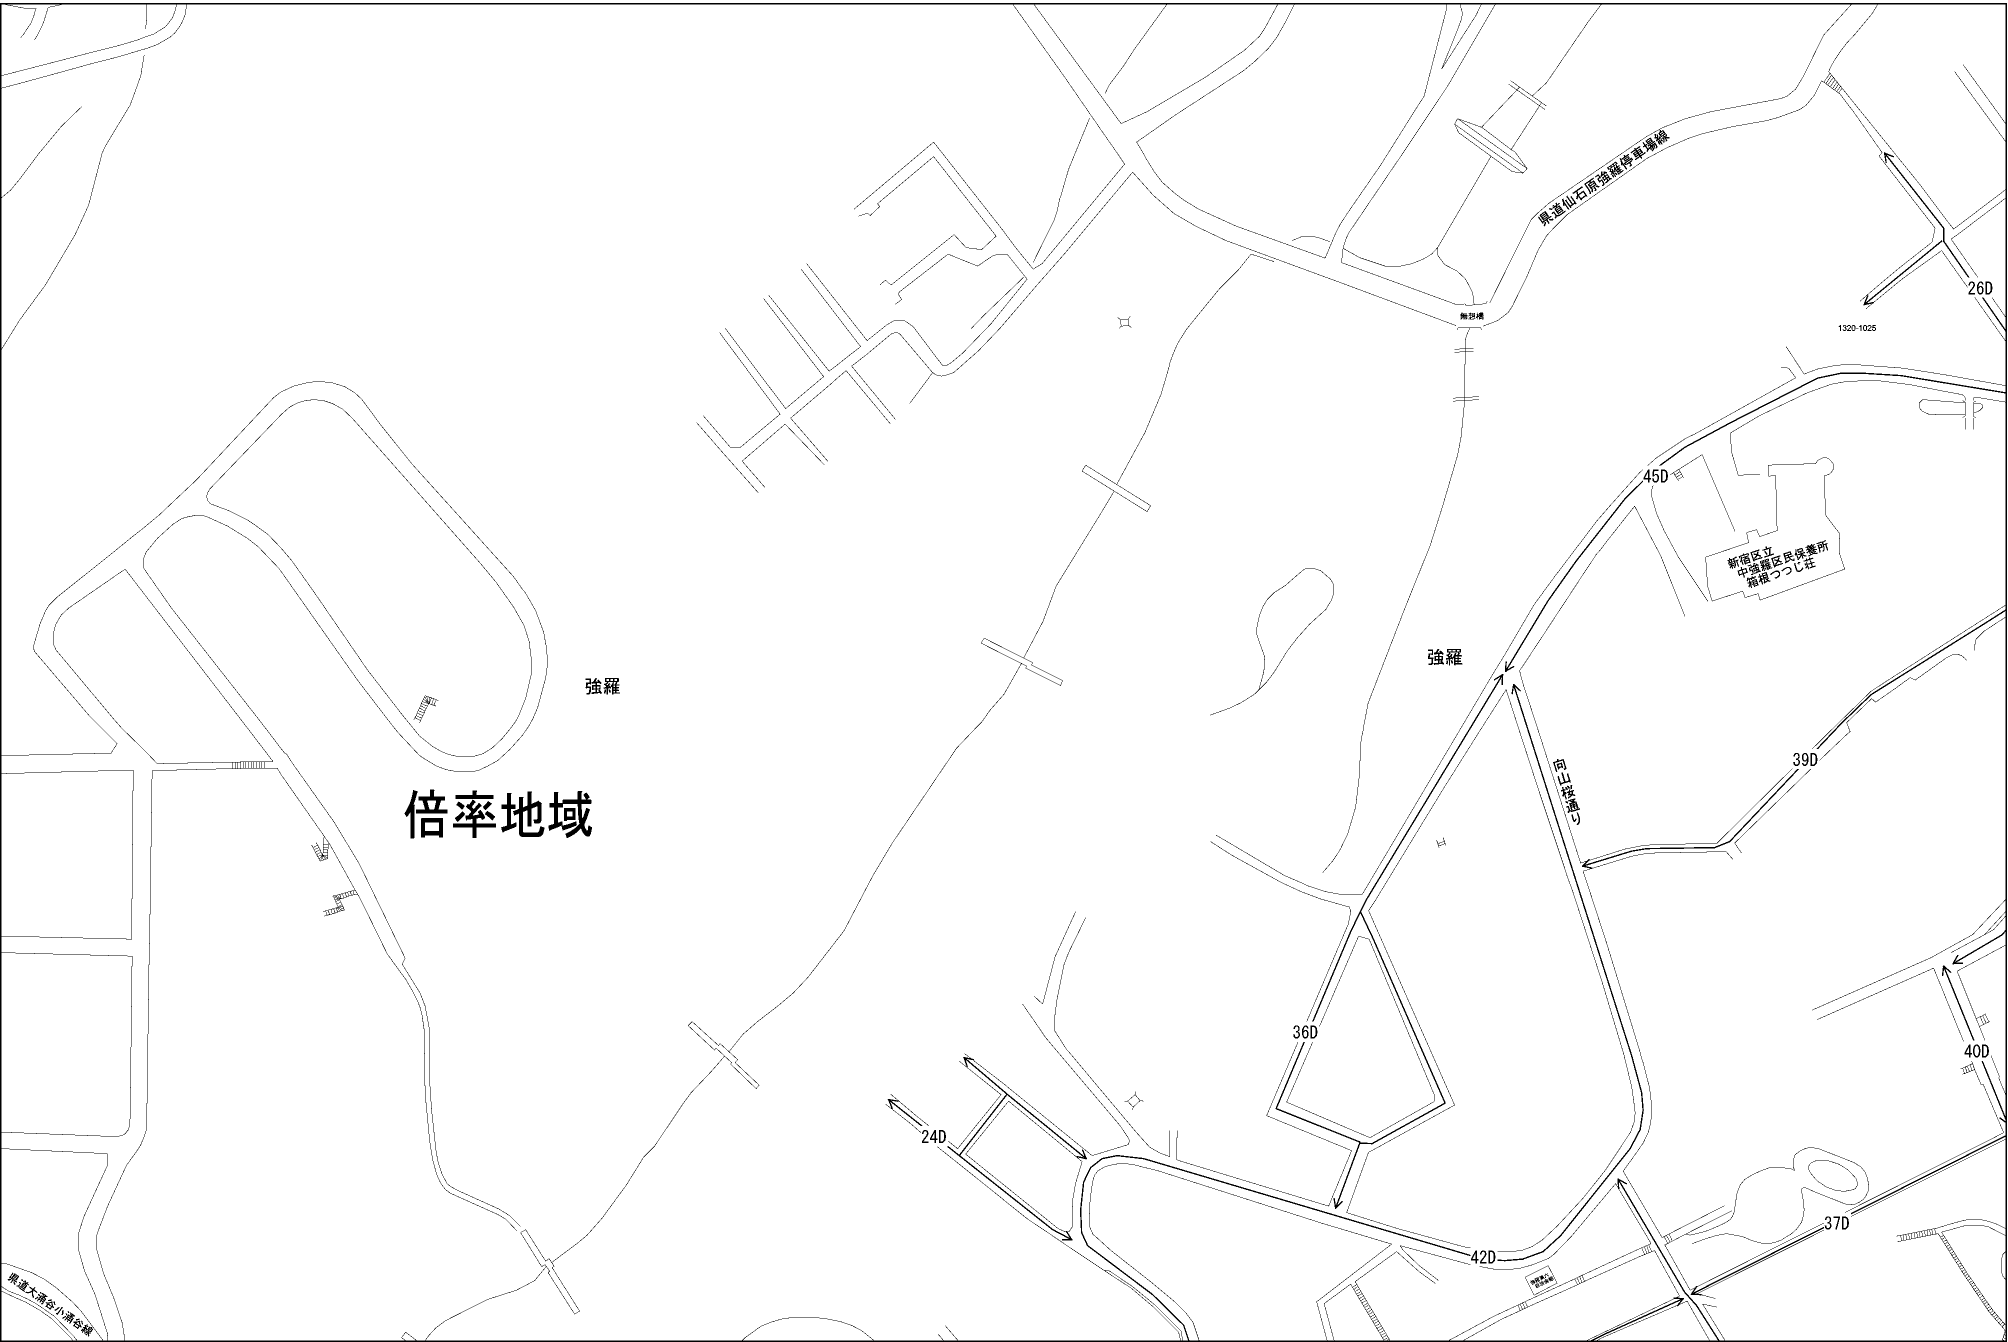 県道仙石原強羅停車場線
26D
無想橋
1320-1025
45D
新宿区立
中強羅区民保養所
箱根つつじ荘
強羅
強羅
39D
向山桜通り
倍率地域
36D
40D
24D
37D
42D
県道大涌谷小涌谷線